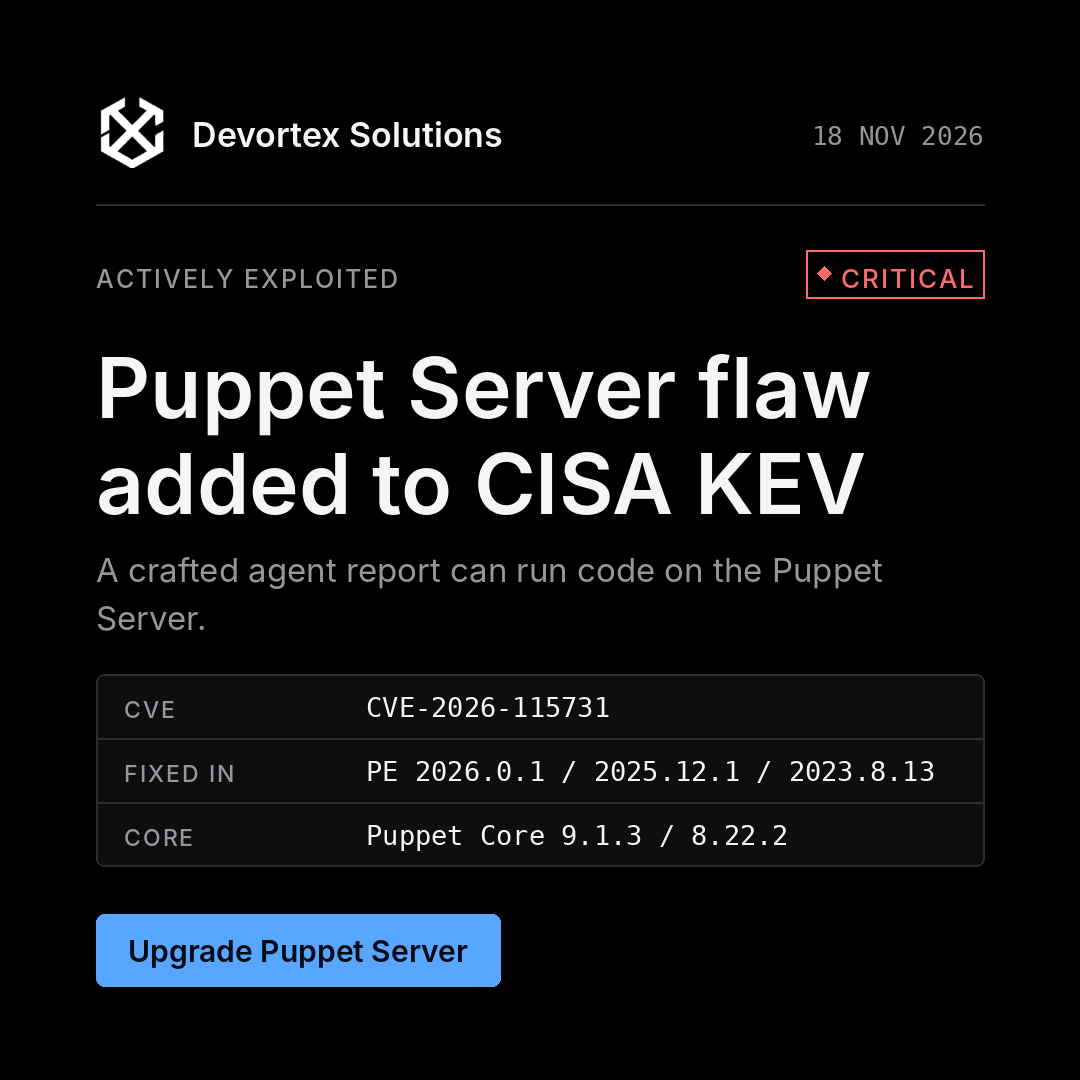 Devortex Solutions
18 NOV 2026
ACTIVELY EXPLOITED
CRITICAL
Puppet Server flaw
added to CISA KEV
A crafted agent report can run code on the Puppet
Server.
CVE CVE-2026-115731
FIXED IN PE 2026.0.1 / 2025.12.1 / 2023.8.13
CORE Puppet Core 9.1.3 / 8.22.2
Upgrade Puppet Server